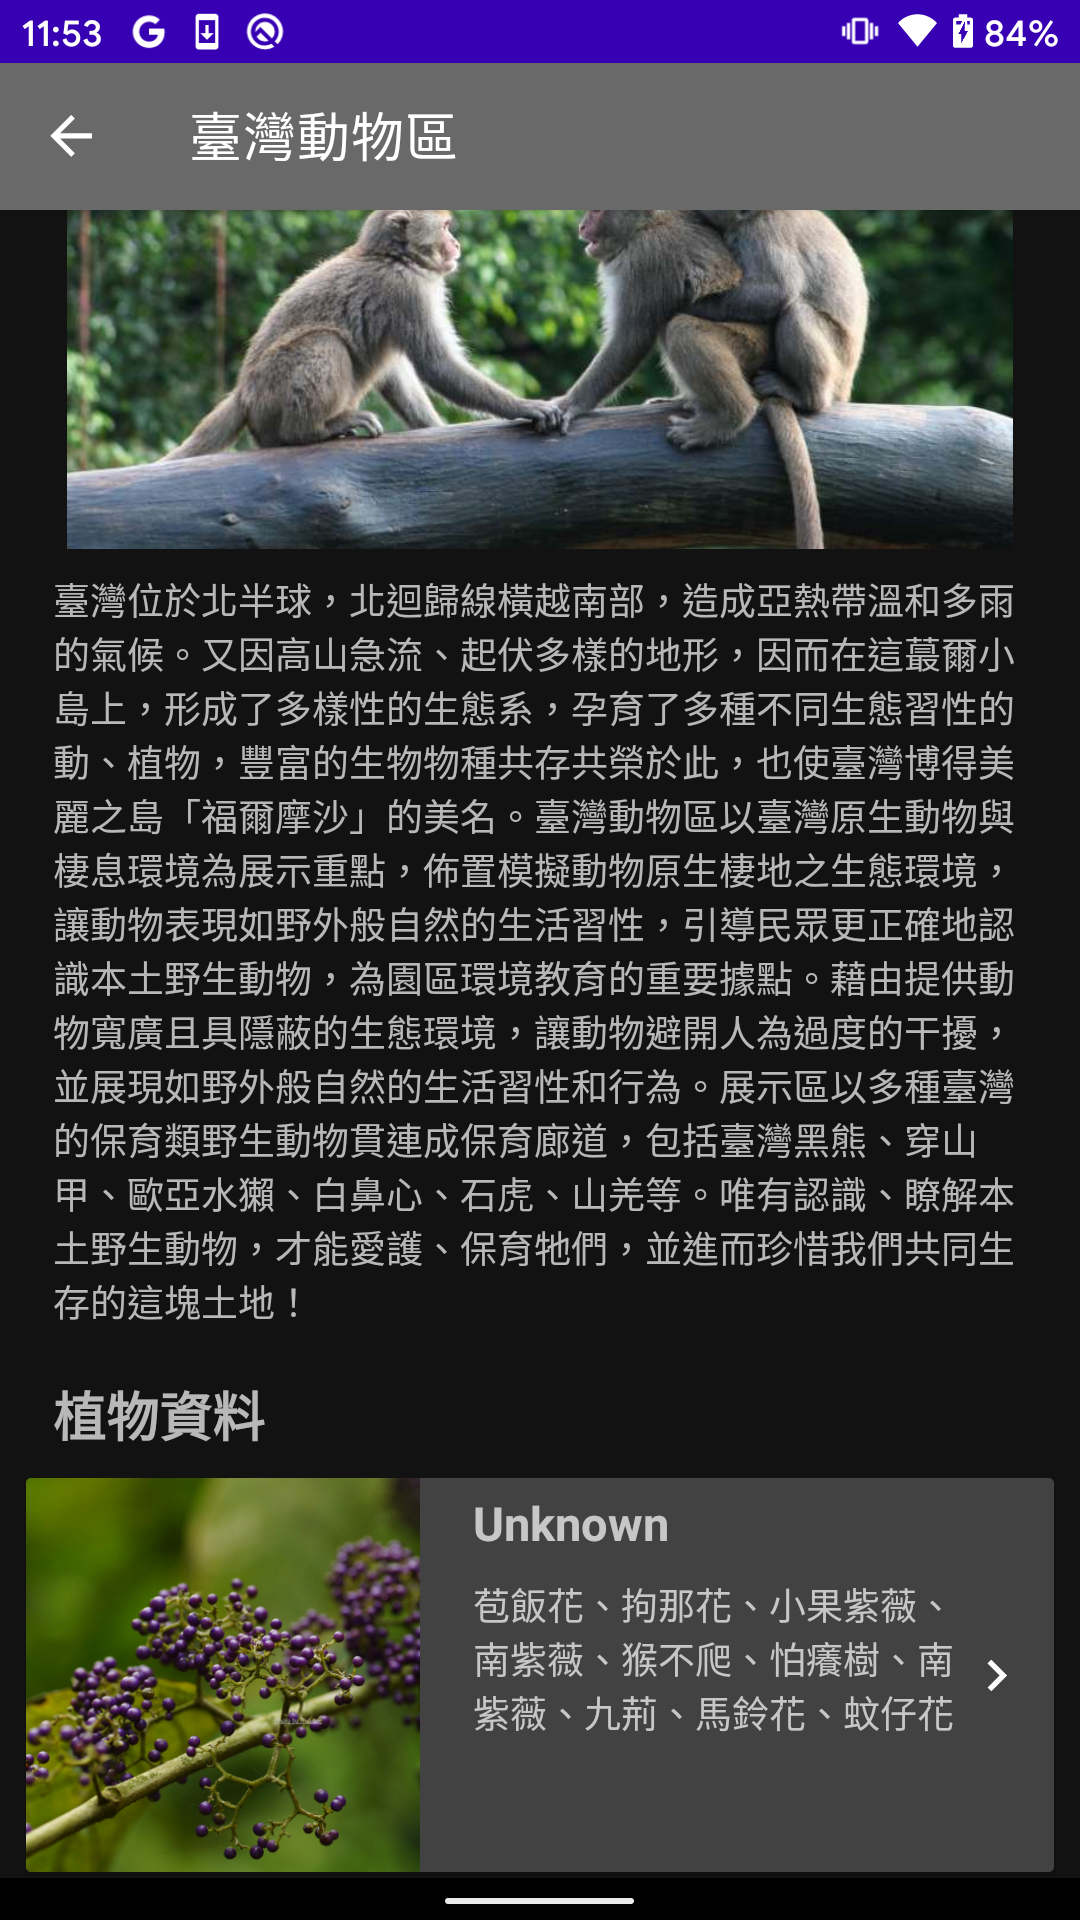 11:53
84%
臺灣動物區
臺灣位於北半球，北迴歸線橫越南部，造成亞熱帶溫和多雨
的氣候。又因高山急流、起伏多樣的地形，因而在這蕞爾小
島上，形成了多樣性的生態系，孕育了多種不同生態習性的
動、植物，豐富的生物物種共存共榮於此，也使臺灣博得美
麗之島「福爾摩沙」的美名。臺灣動物區以臺灣原生動物與
棲息環境為展示重點，佈置模擬動物原生棲地之生態環境，
讓動物表現如野外般自然的生活習性，引導民眾更正確地認
識本土野生動物，為園區環境教育的重要據點。藉由提供動
物寬廣且具隱蔽的生態環境，讓動物避開人為過度的干擾，
並展現如野外般自然的生活習性和行為。展示區以多種臺灣
的保育類野生動物貫連成保育廊道，包括臺灣黑熊、穿山
甲、歐亞水獺、白鼻心、石虎、山羌等。唯有認識、瞭解本
土野生動物，才能愛護、保育牠們，並進而珍惜我們共同生
存的這塊土地！
植物資料
Unknown
苞飯花、拘那花、小果紫薇、
南紫薇、猴不爬、怕癢樹、南
紫薇、九荊、馬鈴花、蚊仔花